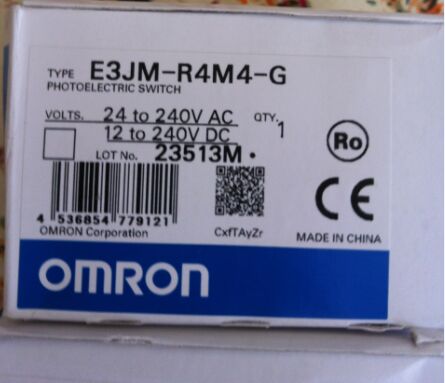 TYPE E3JM-R4M4-G
PHOTOELECTRIC SWITCH
VOLTS. 24 to 240V AC QTY. 1
12 to 240V DC
LOT No. 23513M •
Ro
CE
4 536854 779121
OMRON Corporation CxfTAyZr MADE IN CHINA
OMRON